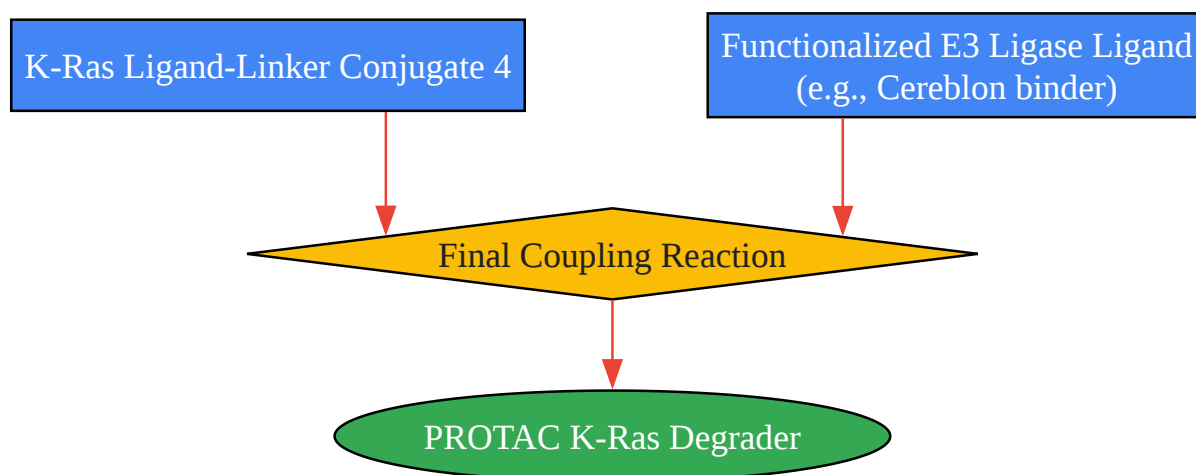 K-Ras Ligand-Linker Conjugate 4
Functionalized E3 Ligase Ligand
(e.g., Cereblon binder)
Final Coupling Reaction
PROTAC K-Ras Degrader